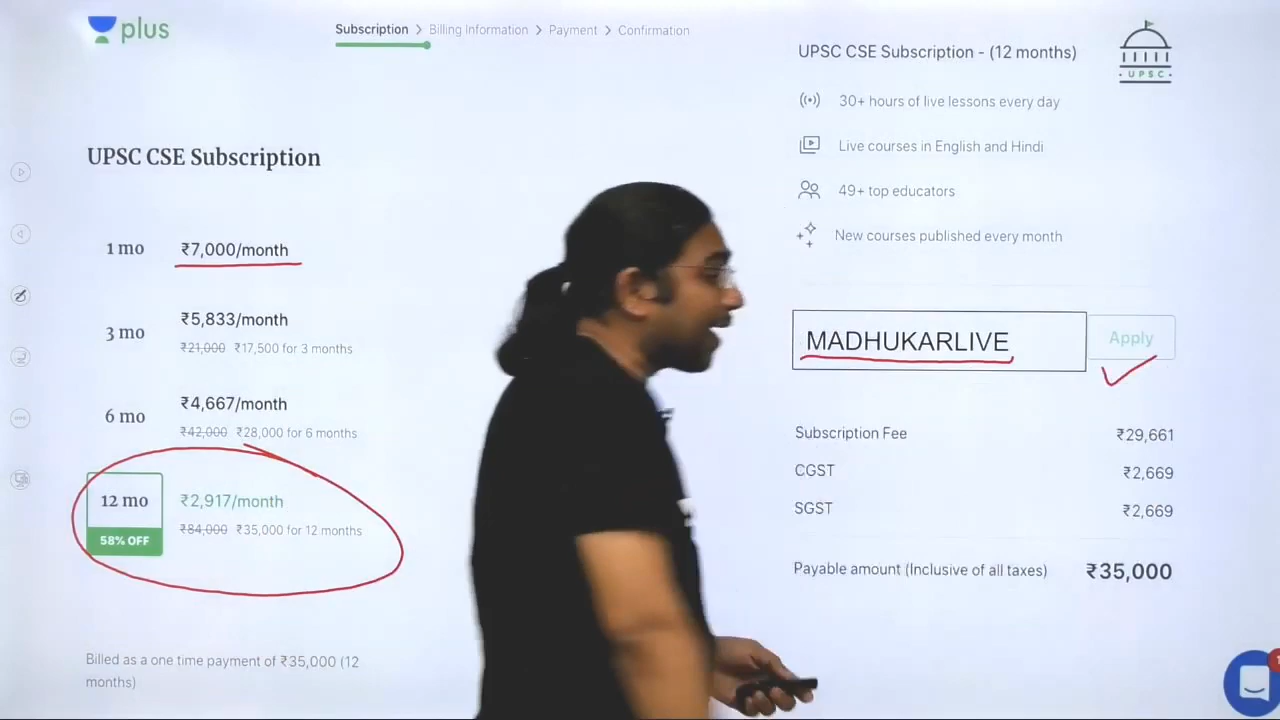 plus
Subscription > Billing Information > Payment > Confirmation
UPSC CSE Subscription
1 mo ₹7,000/month
3 mo ₹5,833/month
₹21,000 ₹17,500 for 3 months
6 mo ₹4,667/month
₹42,000 ₹28,000 for 6 months
12 mo ₹2,917/month
58% OFF ₹84,000 ₹35,000 for 12 months
Billed as a one time payment of ₹35,000 (12
months)
UPSC CSE Subscription - (12 months)
UPSC
30+ hours of live lessons every day
Live courses in English and Hindi
49+ top educators
New courses published every month
MADHUKARLIVE Apply
Subscription Fee ₹29,661
CGST ₹2,669
SGST ₹2,669
Payable amount (Inclusive of all taxes) ₹35,000